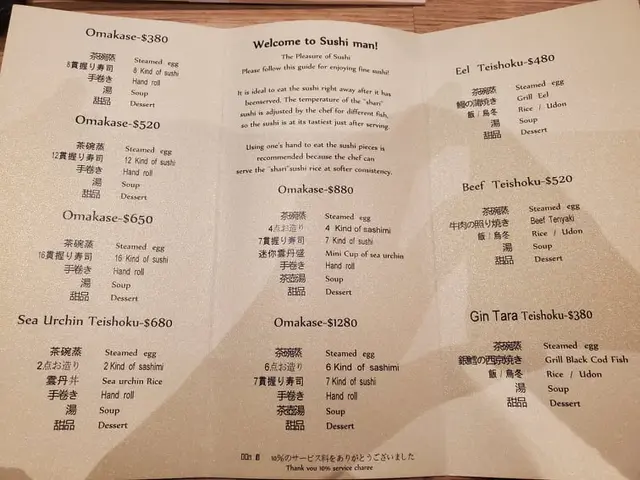 Omakase-$380
茶碗蒸 Steamed egg
8貫握り寿司 8 Kind of sushi
手巻き Hand roll
湯 Soup
甜品 Dessert
Omakase-$520
茶碗蒸 Steamed egg
12貫握り寿司 12 Kind of sushi
手巻き Hand roll
湯 Soup
甜品 Dessert
Omakase-$650
茶碗蒸 Steamed egg
16貫握り寿司 16 Kind of sushi
手巻き Hand roll
湯 Soup
甜品 Dessert
Sea Urchin Teishoku-$680
茶碗蒸 Steamed egg
2点お造り 2 Kind of sashimi
雲丹丼 Sea urchin Rice
手巻き Hand roll
湯 Soup
甜品 Dessert
Welcome to Sushi man!
The Pleasure of Sushi
Please follow this guide for enjoying fine sushi!
It is ideal to eat the sushi right away after it has
beenserved. The temperature of the "shari"
sushi is adjusted by the chef for different fish,
so the sushi is at its tastiest just after serving.
Using one's hand to eat the sushi pieces is
recommended because the chef can
serve the "shari"sushi rice at softer consistency.
Omakase-$880
茶碗蒸 Steamed egg
4点お造り 4 Kind of sashimi
7貫握り寿司 7 Kind of sushi
迷你雲丹盛 Mini Cup of sea urchin
手巻き Hand roll
茶壺湯 Soup
甜品 Dessert
Omakase-$1280
茶碗蒸 Steamed egg
6点お造り 6 Kind of sashimi
7貫握り寿司 7 Kind of sushi
手巻き Hand roll
茶壺湯 Soup
甜品 Dessert
10%のサービス料をありがとうございました
Thank you 10% service charge
Eel Teishoku-$480
茶碗蒸 Steamed egg
鰻の蒲焼き Grill Eel
飯 / 烏冬 Rice / Udon
湯 Soup
甜品 Dessert
Beef Teishoku-$520
茶碗蒸 Steamed egg
牛肉の照り焼き Beef Teriyaki
飯 / 烏冬 Rice / Udon
湯 Soup
甜品 Dessert
Gin Tara Teishoku-$380
茶碗蒸 Steamed egg
銀鱈の西京焼き Grill Black Cod Fish
飯 / 烏冬 Rice / Udon
湯 Soup
甜品 Dessert